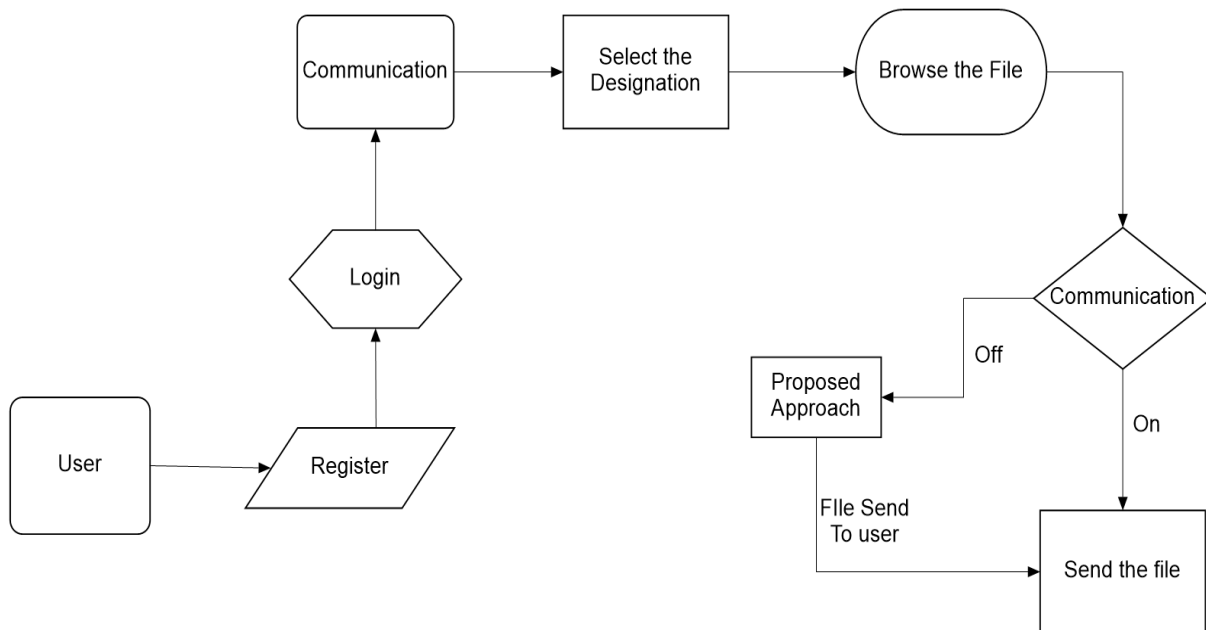 Communication
Select the
Designation
Browse the File
Login
Communication
Off
Proposed
Approach
On
User
Register
FIle Send
To user
Send the file